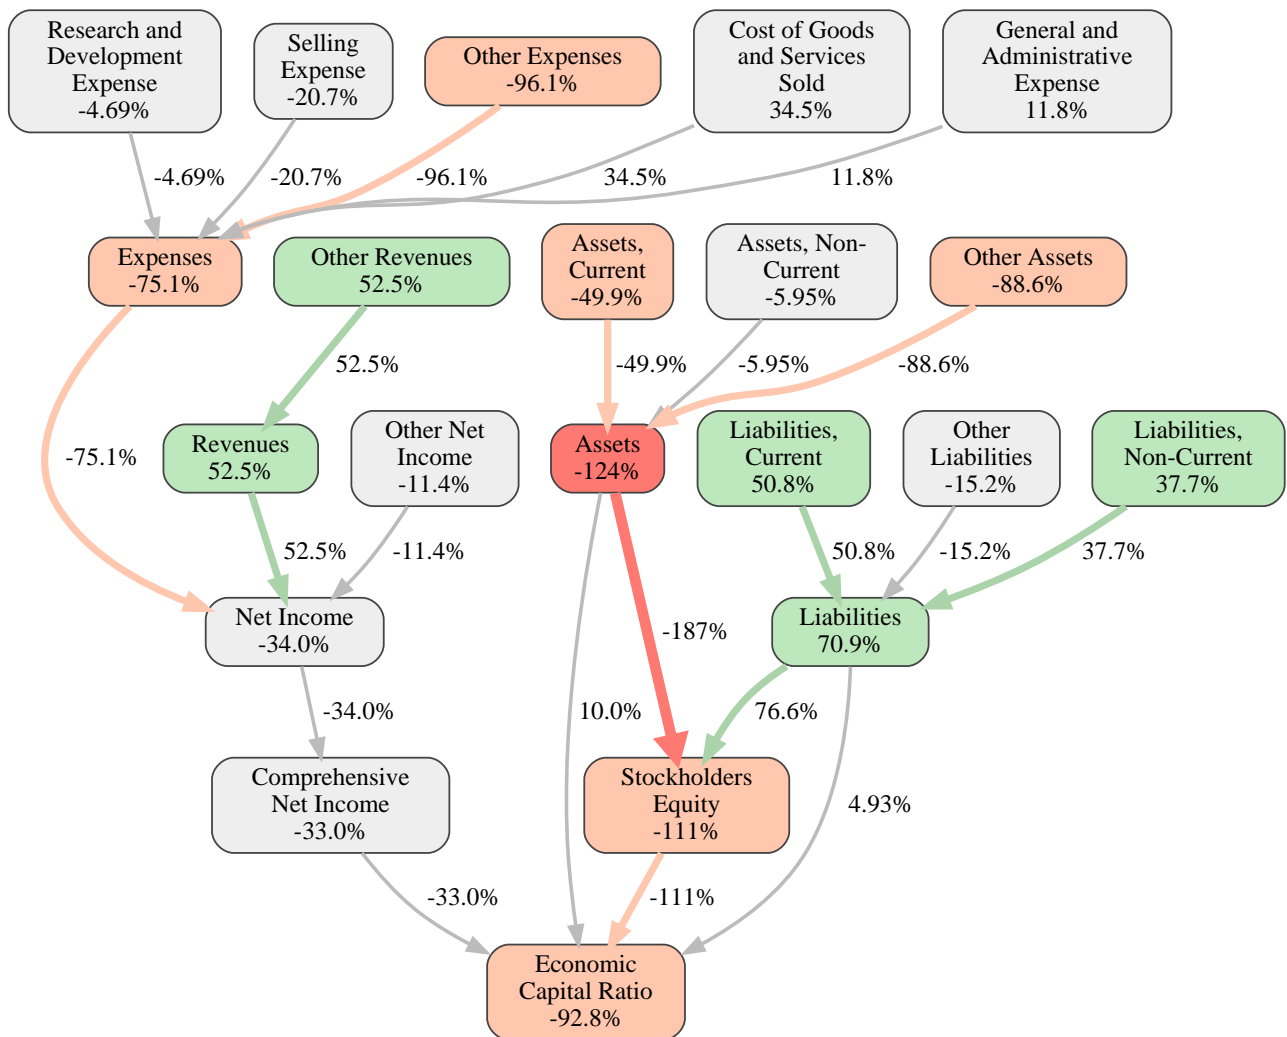 Research and
Development
Expense
-4.69%
Selling
Expense
-20.7%
Other Expenses
-96.1%
Cost of Goods
and Services
Sold
34.5%
General and
Administrative
Expense
11.8%
-4.69%
-20.7%
-96.1%
34.5%
11.8%
Expenses
-75.1%
Other Revenues
52.5%
Assets,
Current
-49.9%
Assets, Non-
Current
-5.95%
Other Assets
-88.6%
52.5%
-49.9%
-5.95%
-88.6%
-75.1%
Revenues
52.5%
Other Net
Income
-11.4%
Assets
-124%
Liabilities,
Current
50.8%
Other
Liabilities
-15.2%
Liabilities,
Non-Current
37.7%
52.5%
-11.4%
50.8%
-15.2%
37.7%
Net Income
-34.0%
-187%
Liabilities
70.9%
-34.0%
10.0%
76.6%
Comprehensive
Net Income
-33.0%
Stockholders
Equity
-111%
4.93%
-33.0%
-111%
Economic
Capital Ratio
-92.8%